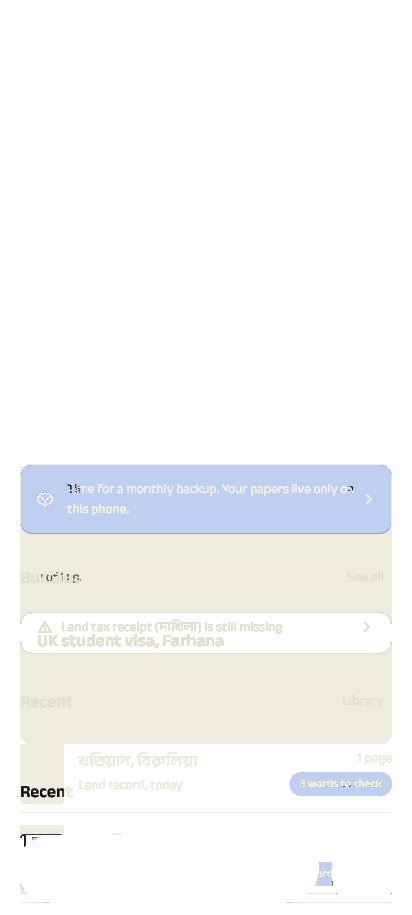 Time for a monthly backup. Your papers live only on
this phone.
See all
Land tax receipt (দাখিলা) is still missing
UK student visa, Farhana
Recent Library
খতিয়ান, বিরুলিয়া 1 page
Land record, today 3 words to check
Recent